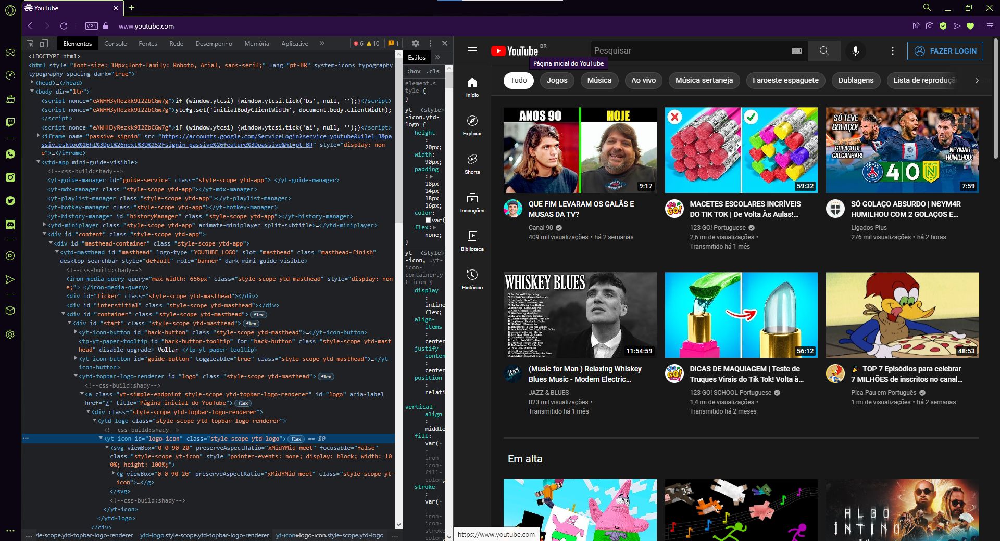 YouTube
VPN
www.youtube.com
Elementos Console Fontes Rede Desempenho Memória Aplicativo » 6 10 1
<!DOCTYPE html>
<html style="font-size: 10px;font-family: Roboto, Arial, sans-serif;" lang="pt-BR" system-icons typography
typography-spacing dark="true">
<head>…</head>
<body dir="ltr">
<script nonce="eAWHH3yRezkk9I2ZbCGw7g">if (window.ytcsi) {window.ytcsi.tick('bs', null, '');}</script>
<script nonce="eAWHH3yRezkk9I2ZbCGw7g">ytcfg.set('initialBodyClientWidth', document.body.clientWidth);
</script>
<script nonce="eAWHH3yRezkk9I2ZbCGw7g">if (window.ytcsi) {window.ytcsi.tick('ai', null, '');}</script>
<iframe name="passive_signin" src="https://accounts.google.com/ServiceLogin?service=youtube&uilel=3&pa
ssiv…esktop%26hl%3Dpt%26next%3D%252Fsignin_passive%26feature%3Dpassive&hl=pt-BR" style="display: non
e">…</iframe>
<ytd-app mini-guide-visible>
<!--css-build:shady-->
<yt-guide-manager id="guide-service" class="style-scope ytd-app"> </yt-guide-manager>
<yt-mdx-manager class="style-scope ytd-app"></yt-mdx-manager>
<yt-playlist-manager class="style-scope ytd-app"></yt-playlist-manager>
<yt-hotkey-manager class="style-scope ytd-app"></yt-hotkey-manager>
<yt-history-manager id="historyManager" class="style-scope ytd-app"></yt-history-manager>
<ytd-miniplayer class="style-scope ytd-app" animate-miniplayer split-subtitle>…</ytd-miniplayer>
<div id="content" class="style-scope ytd-app">
<div id="masthead-container" class="style-scope ytd-app">
<ytd-masthead id="masthead" logo-type="YOUTUBE_LOGO" slot="masthead" class="masthead-finish"
desktop-searchbar-style="default" role="banner" dark mini-guide-visible>
<!--css-build:shady-->
<iron-media-query query="max-width: 656px" class="style-scope ytd-masthead" style="display: non
e;"> </iron-media-query>
<div id="ticker" class="style-scope ytd-masthead"></div>
<div id="interstitial" class="style-scope ytd-masthead"></div>
<div id="container" class="style-scope ytd-masthead> flex
<div id="start" class="style-scope ytd-masthead"> flex
<yt-icon-button id="back-button" class="style-scope ytd-masthead">…</yt-icon-button>
<tp-yt-paper-tooltip id="back-button-tooltip" for="back-button" class="style-scope ytd-mast
head" disable-upgrade> Voltar </tp-yt-paper-tooltip>
<yt-icon-button id="guide-button" toggleable="true" class="style-scope ytd-masthead">…</yt-
icon-button>
<ytd-topbar-logo-renderer id="logo" class="style-scope ytd-masthead"> flex
<!--css-build:shady-->
<a class="yt-simple-endpoint style-scope ytd-topbar-logo-renderer" id="logo" aria-label
href="/" title="Página inicial do YouTube"> flex
<div class="style-scope ytd-topbar-logo-renderer">
<ytd-logo class="style-scope ytd-topbar-logo-renderer">
<!--css-build:shady-->
… <yt-icon id="logo-icon" class="style-scope ytd-logo"> flex == $0
<svg viewBox="0 0 90 20" preserveAspectRatio="xMidYMid meet" focusable="false"
class="style-scope yt-icon" style="pointer-events: none; display: block; width: 10
0%; height: 100%;">
<g viewBox="0 0 90 20" preserveAspectRatio="xMidYMid meet" class="style-scope yt-
icon">…</g>
</svg>
<!--css-build:shady-->
</yt-icon>
</ytd-logo>
</div>
… /le-scope.ytd-topbar-logo-renderer ytd-logo.style-scope.ytd-topbar-logo-renderer yt-icon#logo-icon.style-scope.ytd-logo …
Estilos »
:hov .cls
element.s
tyle {
}
yt <style>
-icon.ytd-
logo {
height
:
20px;
width:
90px;
padding
:
18px
14px
18px
16px;
color:
var(
flex:
none;
}
yt <style>
-icon, .yt-
icon-
container.y
t-icon {
display
:
inline
flex;
align-
items
:
center
justify-
conten
:
center
position
:
relati
vertical-
align
:
middle
fill:
var(-
-
iron-
icon-
fill-
color,
stroke
:
var(-
-
iron-
icon-
stroke
color,
YouTube BR
Pesquisar
FAZER LOGIN
Página inicial do YouTube
Tudo Jogos Música Ao vivo Música sertaneja Faroeste espaguete Dublagens Lista de reproduçã
Início
Explorar
Shorts
Inscrições
Biblioteca
Histórico
ANOS 90 HOJE
9:17
QUE FIM LEVARAM OS GALÃS E
MUSAS DA TV?
Canal 90
409 mil visualizações • há 2 semanas
59:32
GO!
MACETES ESCOLARES INCRÍVEIS
DO TIK TOK | De Volta Às Aulas!...
123 GO! Portuguese
2,6 mi de visualizações •
Transmitido há 1 mês
SÓ TEVE
GOLAÇO!
GOLAÇO DE
CALCANHAR!
NEYMAR
HUMILHOU!
PARIS 4 0
7:59
SÓ GOLAÇO ABSURDO | N€YM4R
HUMILHOU COM 2 GOLAÇOS E...
Ligados Plus
276 mil visualizações • há 2 horas
WHISKEY BLUES
11:54:59
BLUES
(Music for Man ) Relaxing Whiskey
Blues Music - Modern Electric...
JAZZ & BLUES
823 mil visualizações •
Transmitido há 1 mês
56:12
GO!
DICAS DE MAQUIAGEM | Teste de
Truques Virais do Tik Tok! Volta à...
123 GO! SCHOOL Portuguese
1,4 mi de visualizações •
Transmitido há 2 meses
48:53
🎉 TOP 7 Episódios para celebrar
7 MILHÕES de inscritos no canal...
Pica-Pau em Português
1 mi de visualizações • há 2 semanas
Em alta
ALGO
ÍNTIMO
https://www.youtube.com